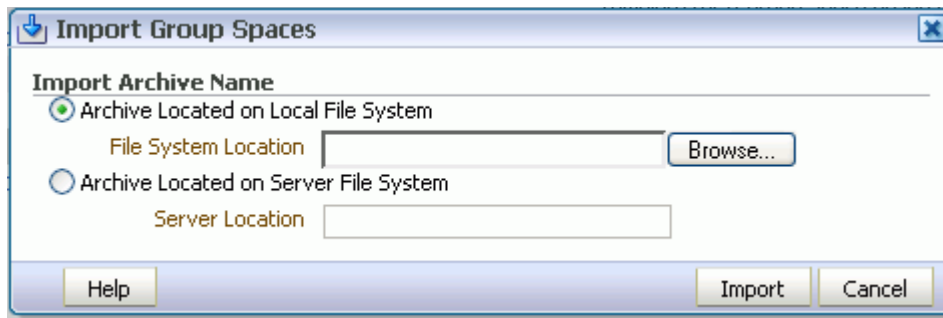 Import Group Spaces
Import Archive Name
Archive Located on Local File System
File System Location Browse...
Archive Located on Server File System
Server Location
Help Import Cancel